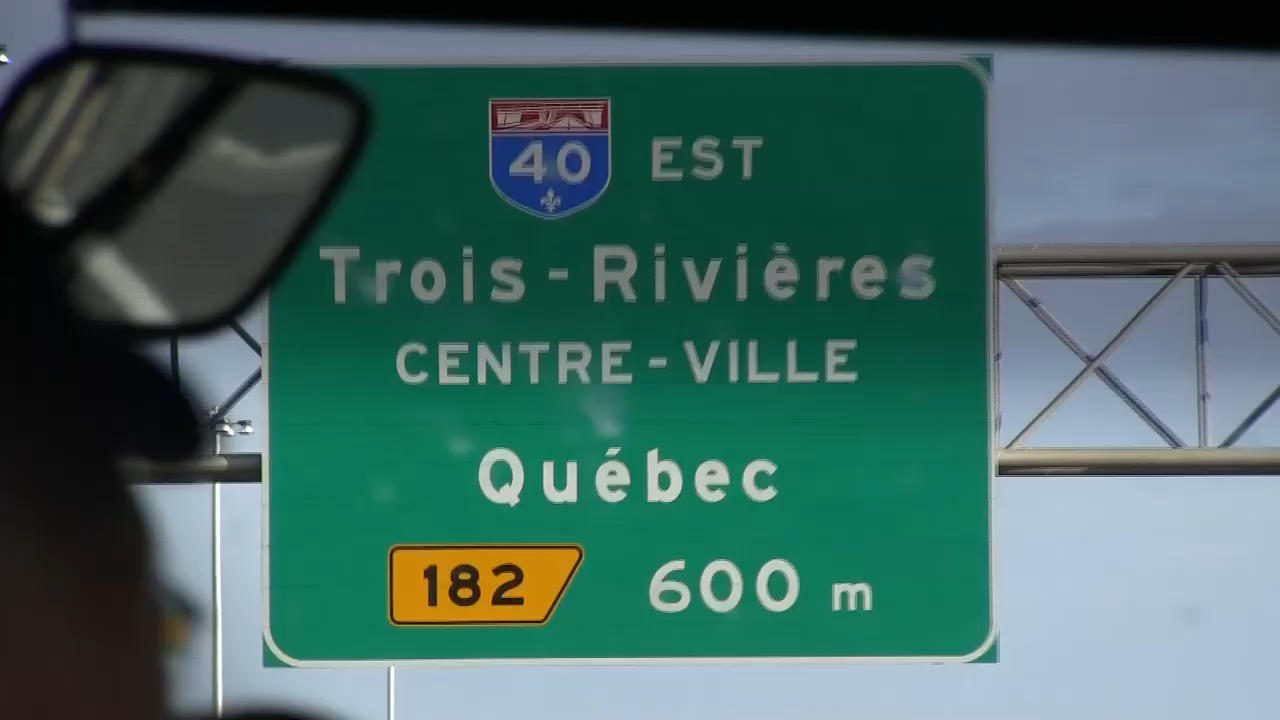 40 EST
Trois-Rivières
CENTRE-VILLE
Québec
182 600 m